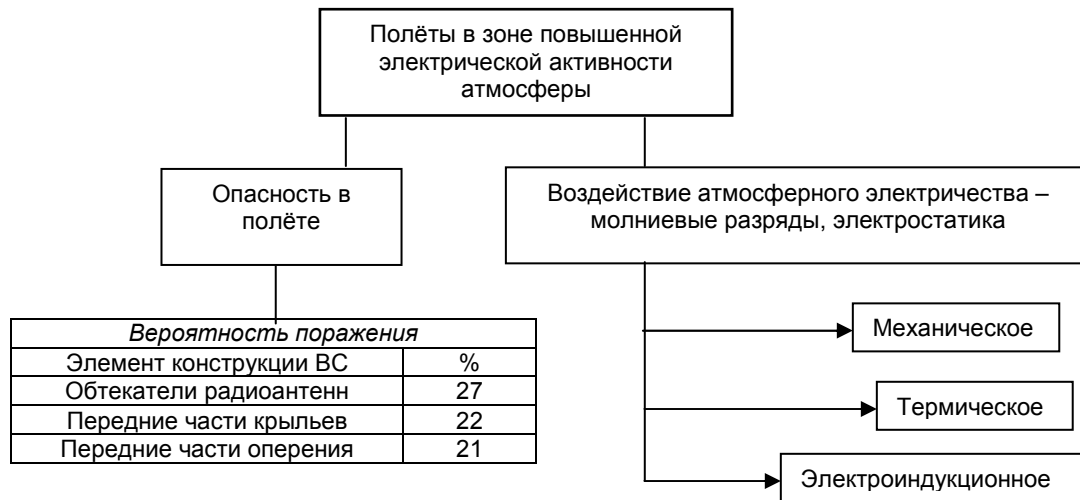 Полёты в зоне повышенной
электрической активности
атмосферы
Опасность в
полёте
Воздействие атмосферного электричества –
молниевые разряды, электростатика
Вероятность поражения
Элемент конструкции ВС %
Обтекатели радиоантенн 27
Передние части крыльев 22
Передние части оперения 21
Механическое
Термическое
Электроиндукционное